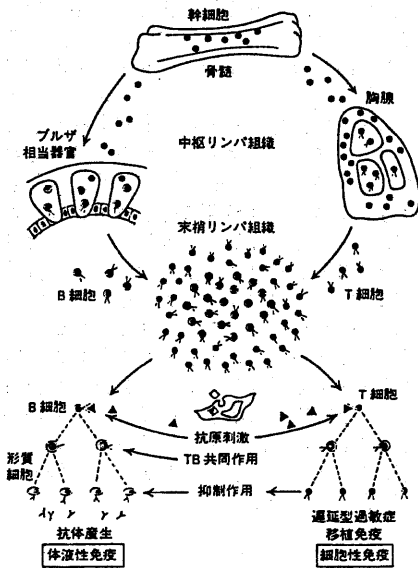 幹細胞
骨髄
胸腺
ブルザ
相当器官
中枢リンパ組織
末梢リンパ組織
B細胞
T細胞
B細胞
T細胞
抗原刺激
形質
細胞
TB共同作用
抑制作用
抗体産生
体液性免疫
遅延型過敏症
移植免疫
細胞性免疫